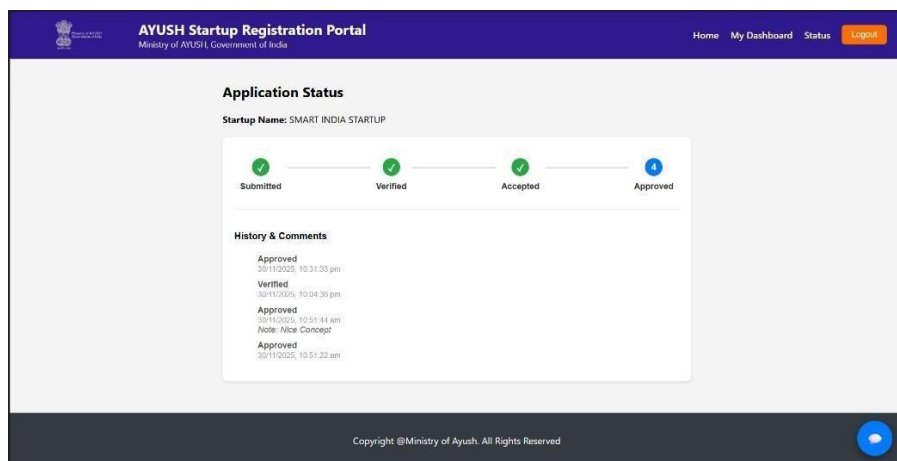 AYUSH Startup Registration Portal
Ministry of AYUSH, Government of India
Home My Dashboard Status Logout
Application Status
Startup Name: SMART INDIA STARTUP
4
Submitted Verified Accepted Approved
History & Comments
Approved
30/11/2025, 10:31:33 pm
Verified
30/11/2025, 10:04:36 pm
Approved
30/11/2025, 10:51:44 am
Note: Nice Concept
Approved
30/11/2025, 10:51:22 am
Copyright @Ministry of Ayush. All Rights Reserved